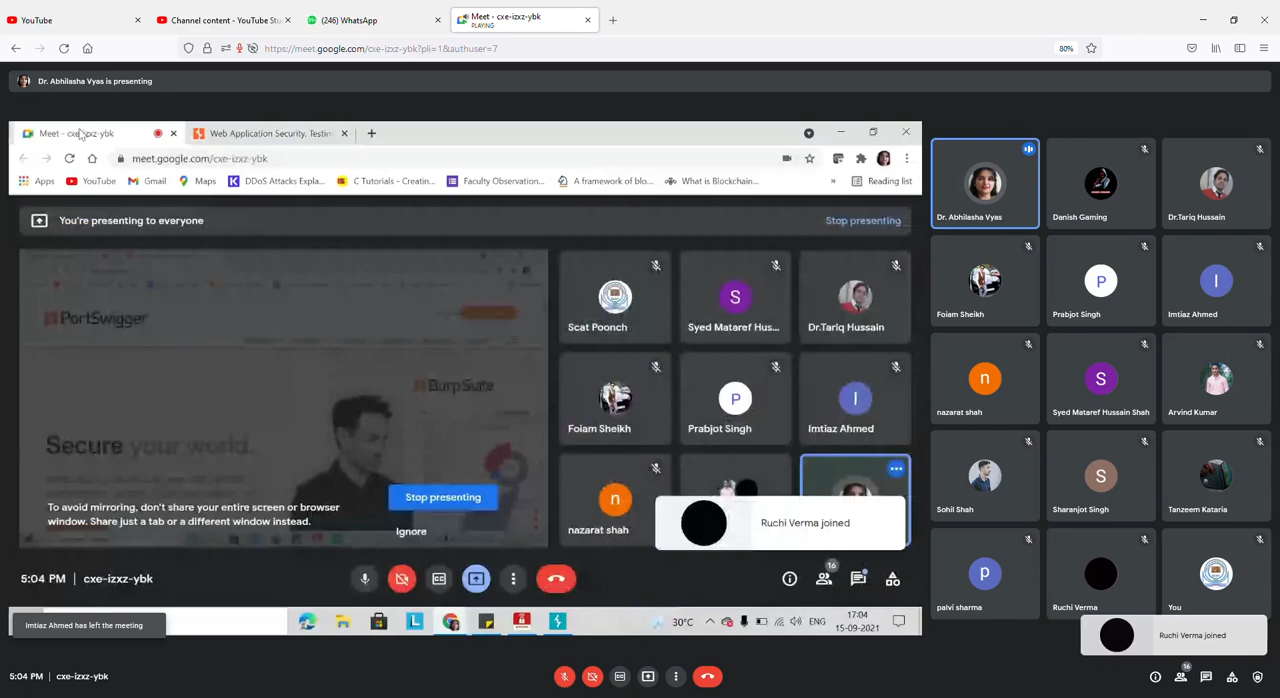 YouTube
Channel content - YouTube Stu
(246) WhatsApp
Meet - cxe-izxz-ybk
PLAYING
https://meet.google.com/cxe-izxz-ybk?pli=1&authuser=7
80%
Dr. Abhilasha Vyas is presenting
Meet - cxe-izxz-ybk
Web Application Security, Testin
meet.google.com/cxe-izxz-ybk
Apps
YouTube
Gmail
Maps
DDoS Attacks Expla...
C Tutorials - Creatin...
Faculty Observation...
A framework of blo...
What is Blockchain...
»
Reading list
You're presenting to everyone
Stop presenting
PortSwigger
BurpSuite
Secure your world.
To avoid mirroring, don't share your entire screen or browser
window. Share just a tab or a different window instead.
Stop presenting
Ignore
Scat Poonch
S
Syed Mataref Hus...
Dr.Tariq Hussain
Foiam Sheikh
P
Prabjot Singh
I
Imtiaz Ahmed
n
nazarat shah
Ruchi Verma joined
5:04 PM | cxe-izxz-ybk
16
Imtiaz Ahmed has left the meeting
L
30°C
ENG
17:04
15-09-2021
Dr. Abhilasha Vyas
Danish Gaming
Dr.Tariq Hussain
Foiam Sheikh
P
Prabjot Singh
I
Imtiaz Ahmed
n
nazarat shah
S
Syed Mataref Hussain Shah
Arvind Kumar
Sohil Shah
S
Sharanjot Singh
Tanzeem Kataria
p
palvi sharma
Ruchi Verma
You
Ruchi Verma joined
5:04 PM | cxe-izxz-ybk
16